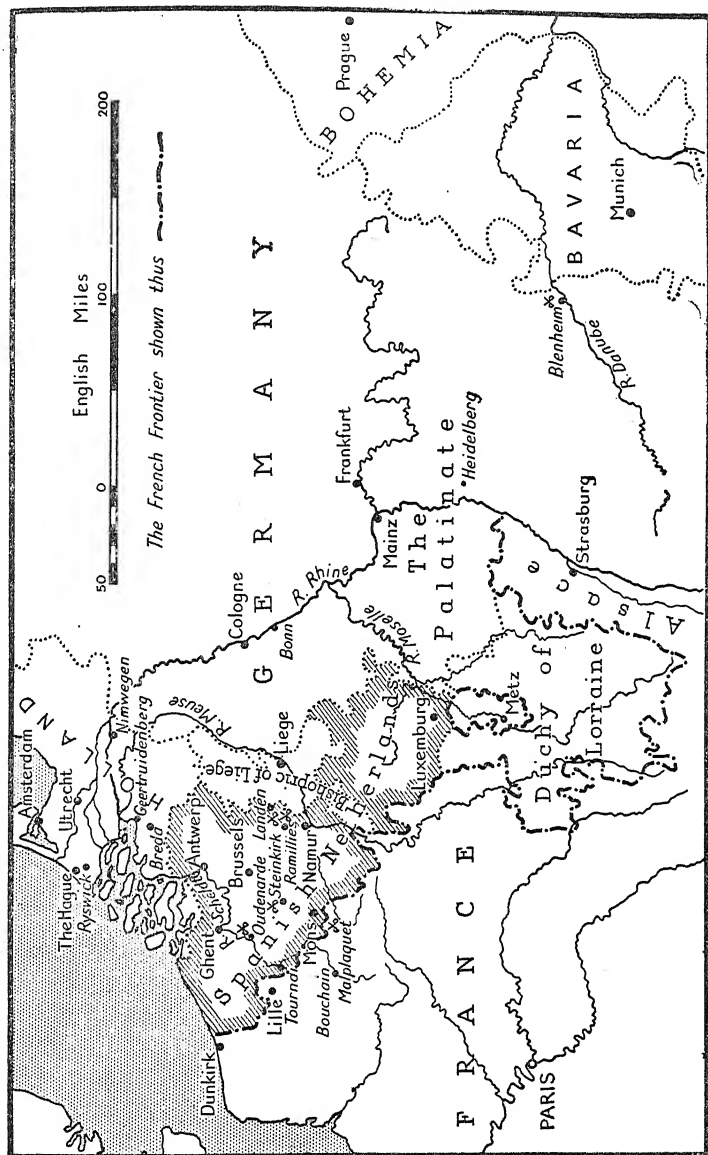 English Miles
50 0 100 200
The French Frontier shown thus
HOLLAND
Amsterdam
Utrecht
The Hague
Ryswick
Nimwegen
Geertruidenberg
Breda
GERMANY
Cologne
Bonn
R. Rhine
R. Meuse
Liege
Bishopric of Liege
Antwerp
R. Scheldt
Ghent
Brussels
Oudenarde
Landen
Steinkirk
Ramillies
Namur
Spanish Netherlands
Mons
Malplaquet
Bouchain
Tournai
Lille
Dunkirk
Luxemburg
R. Moselle
Frankfurt
Mainz
The
Palatinate
Heidelberg
BOHEMIA
Prague
BAVARIA
Munich
Blenheim
R. Danube
Strasburg
Alsace
Metz
Duchy of
Lorraine
FRANCE
PARIS